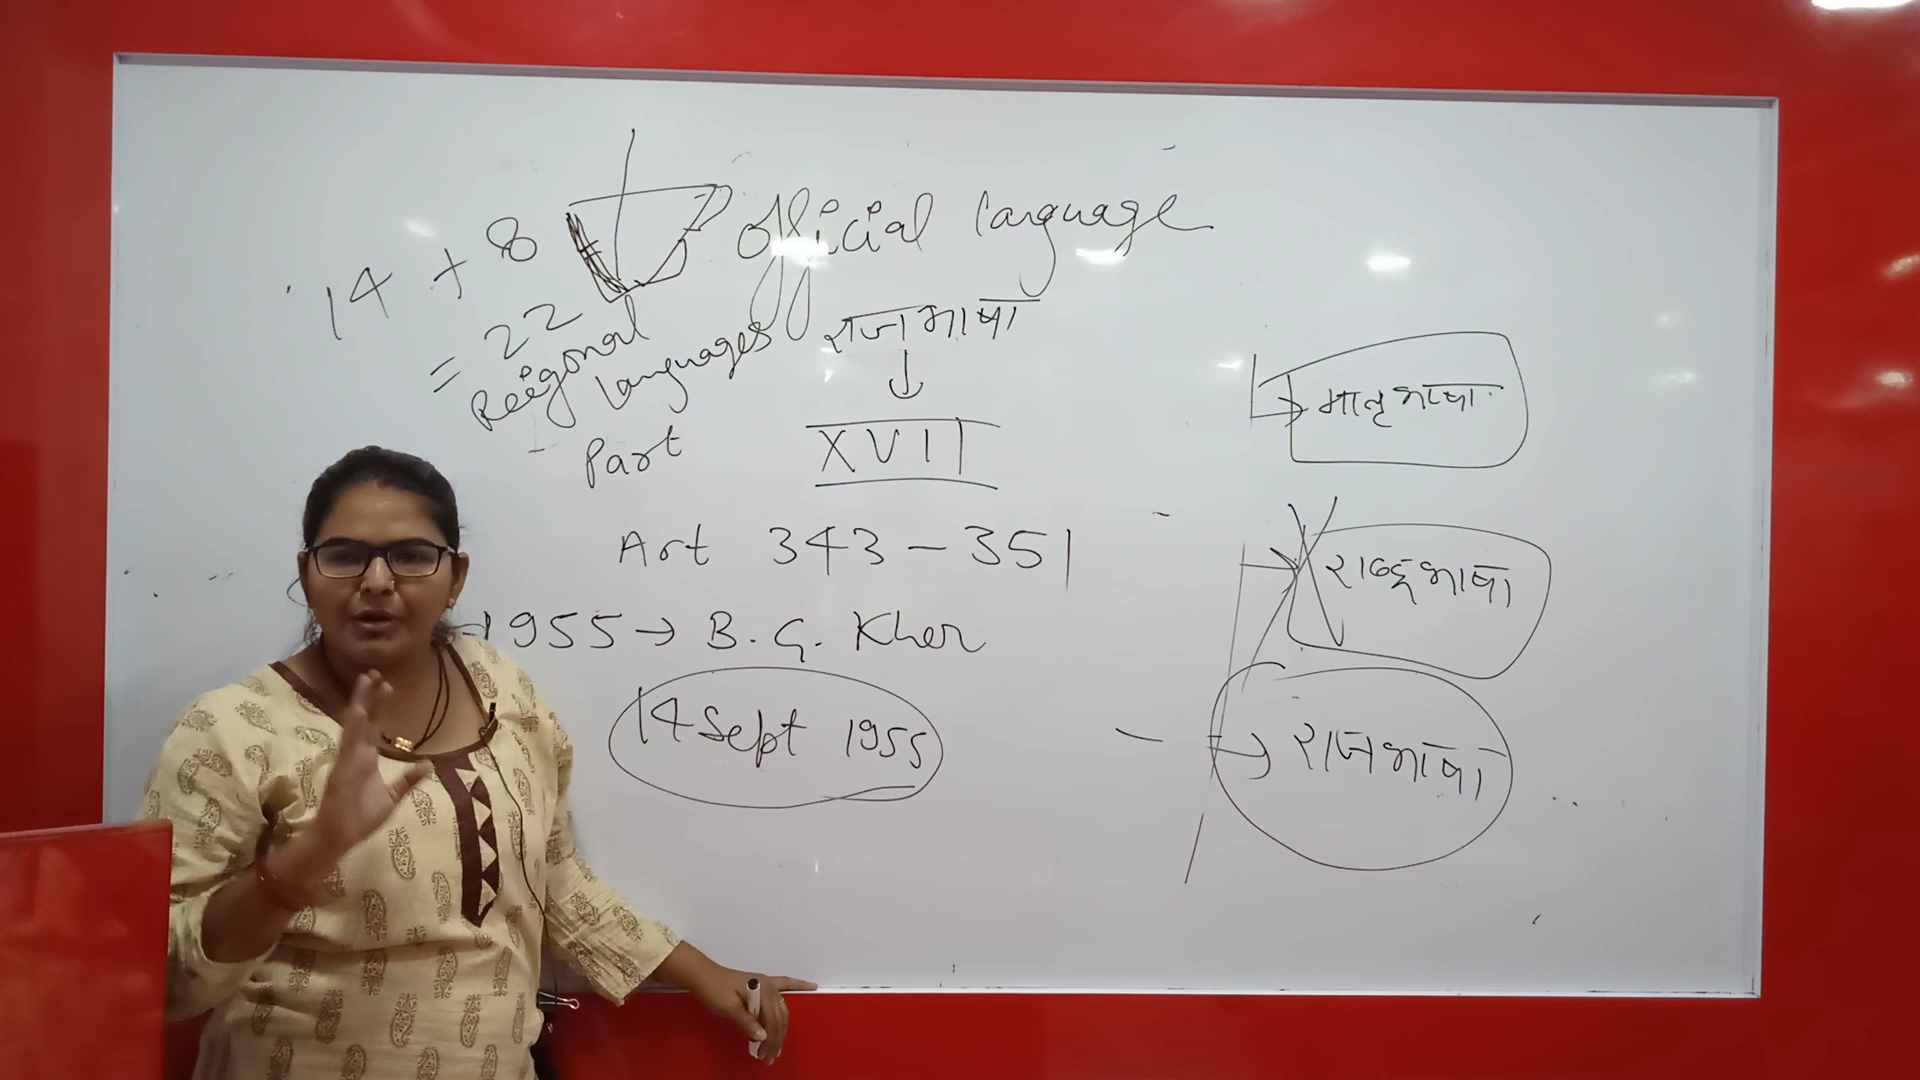 14 + 8
= 22
Reigonal
languages
official language
राजभाषा
↓
Part XVII
Art 343 - 351
1955 → B. G. Kher
14 Sept 1955
→ मातृभाषा
→ राष्ट्रभाषा
→ राजभाषा